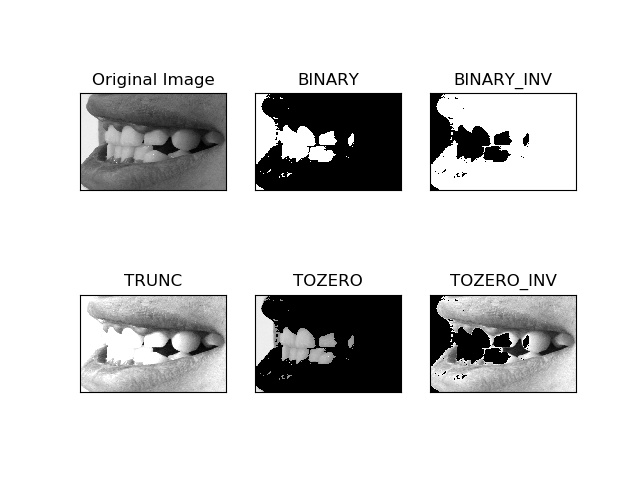 Original Image
BINARY
BINARY_INV
TRUNC
TOZERO
TOZERO_INV